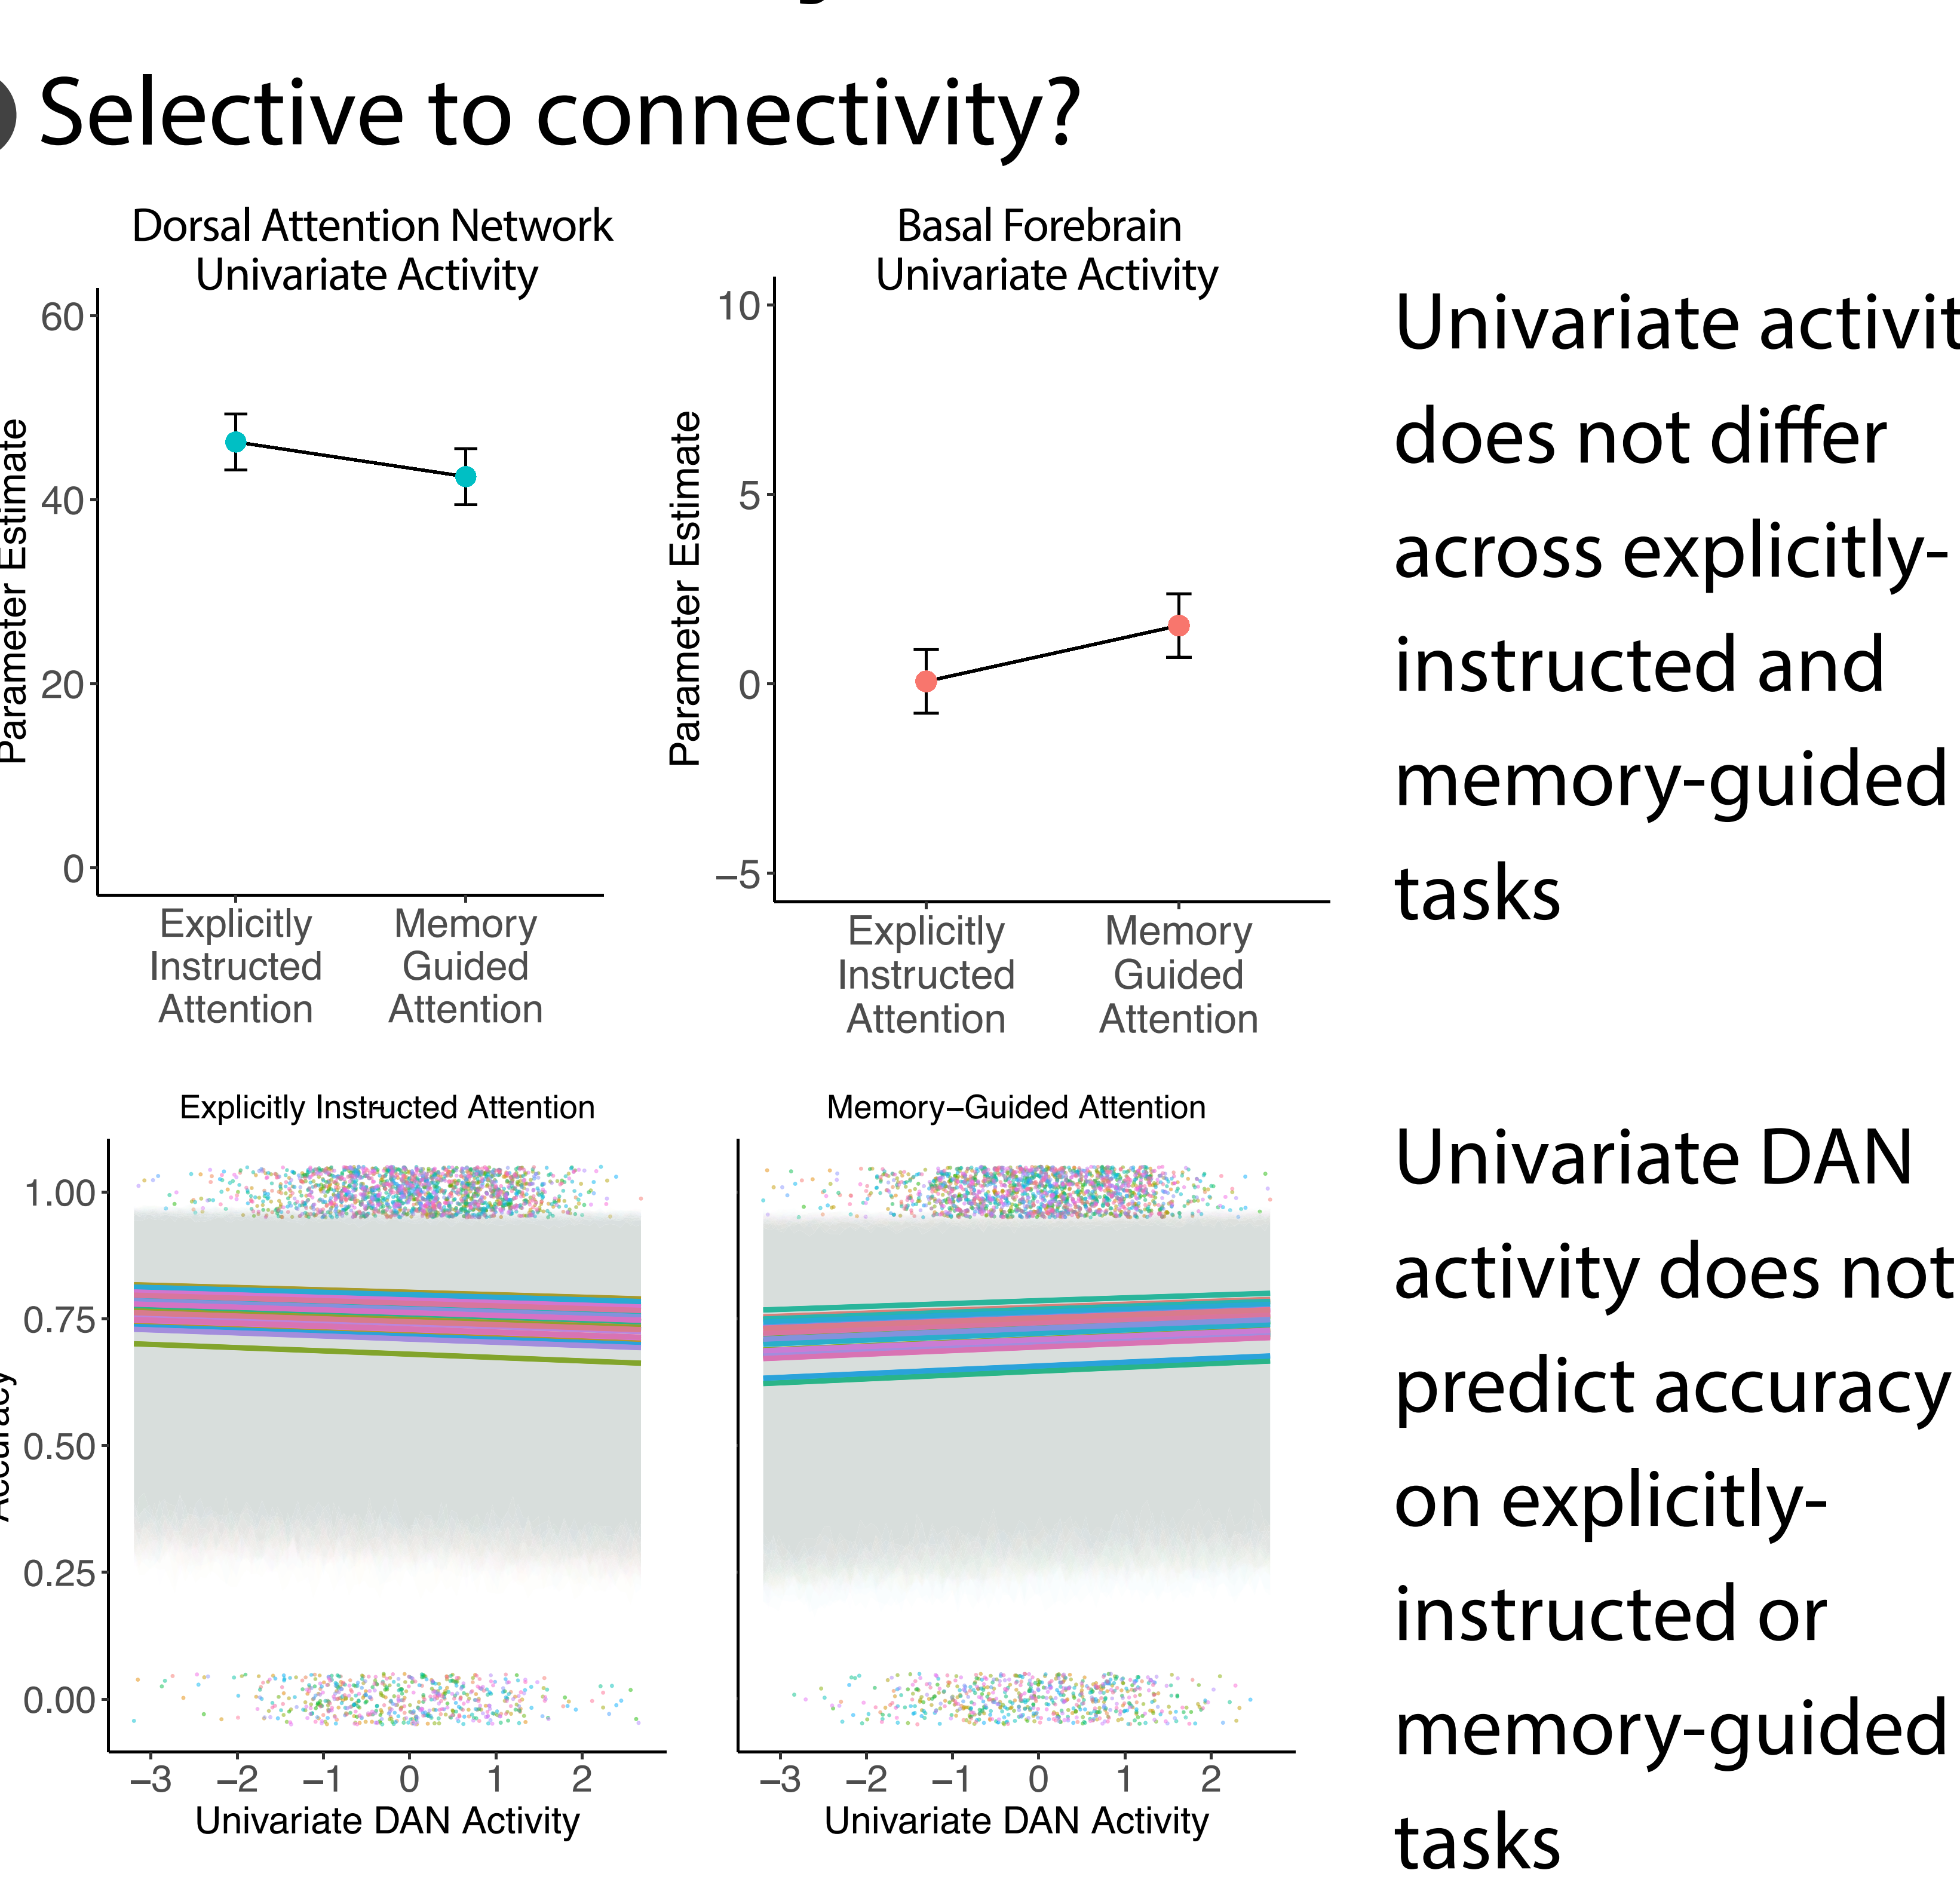 Selective to connectivity?
Dorsal Attention Network
Univariate Activity
Parameter Estimate
60
40
20
0
Explicitly
Instructed
Attention
Memory
Guided
Attention
Basal Forebrain
Univariate Activity
Parameter Estimate
10
5
0
−5
Explicitly
Instructed
Attention
Memory
Guided
Attention
Univariate activit
does not differ
across explicitly-
instructed and
memory-guided
tasks
Explicitly Instructed Attention
Accuracy
1.00
0.75
0.50
0.25
0.00
−3 −2 −1 0 1 2
Univariate DAN Activity
Memory−Guided Attention
−3 −2 −1 0 1 2
Univariate DAN Activity
Univariate DAN
activity does not
predict accuracy
on explicitly-
instructed or
memory-guided
tasks